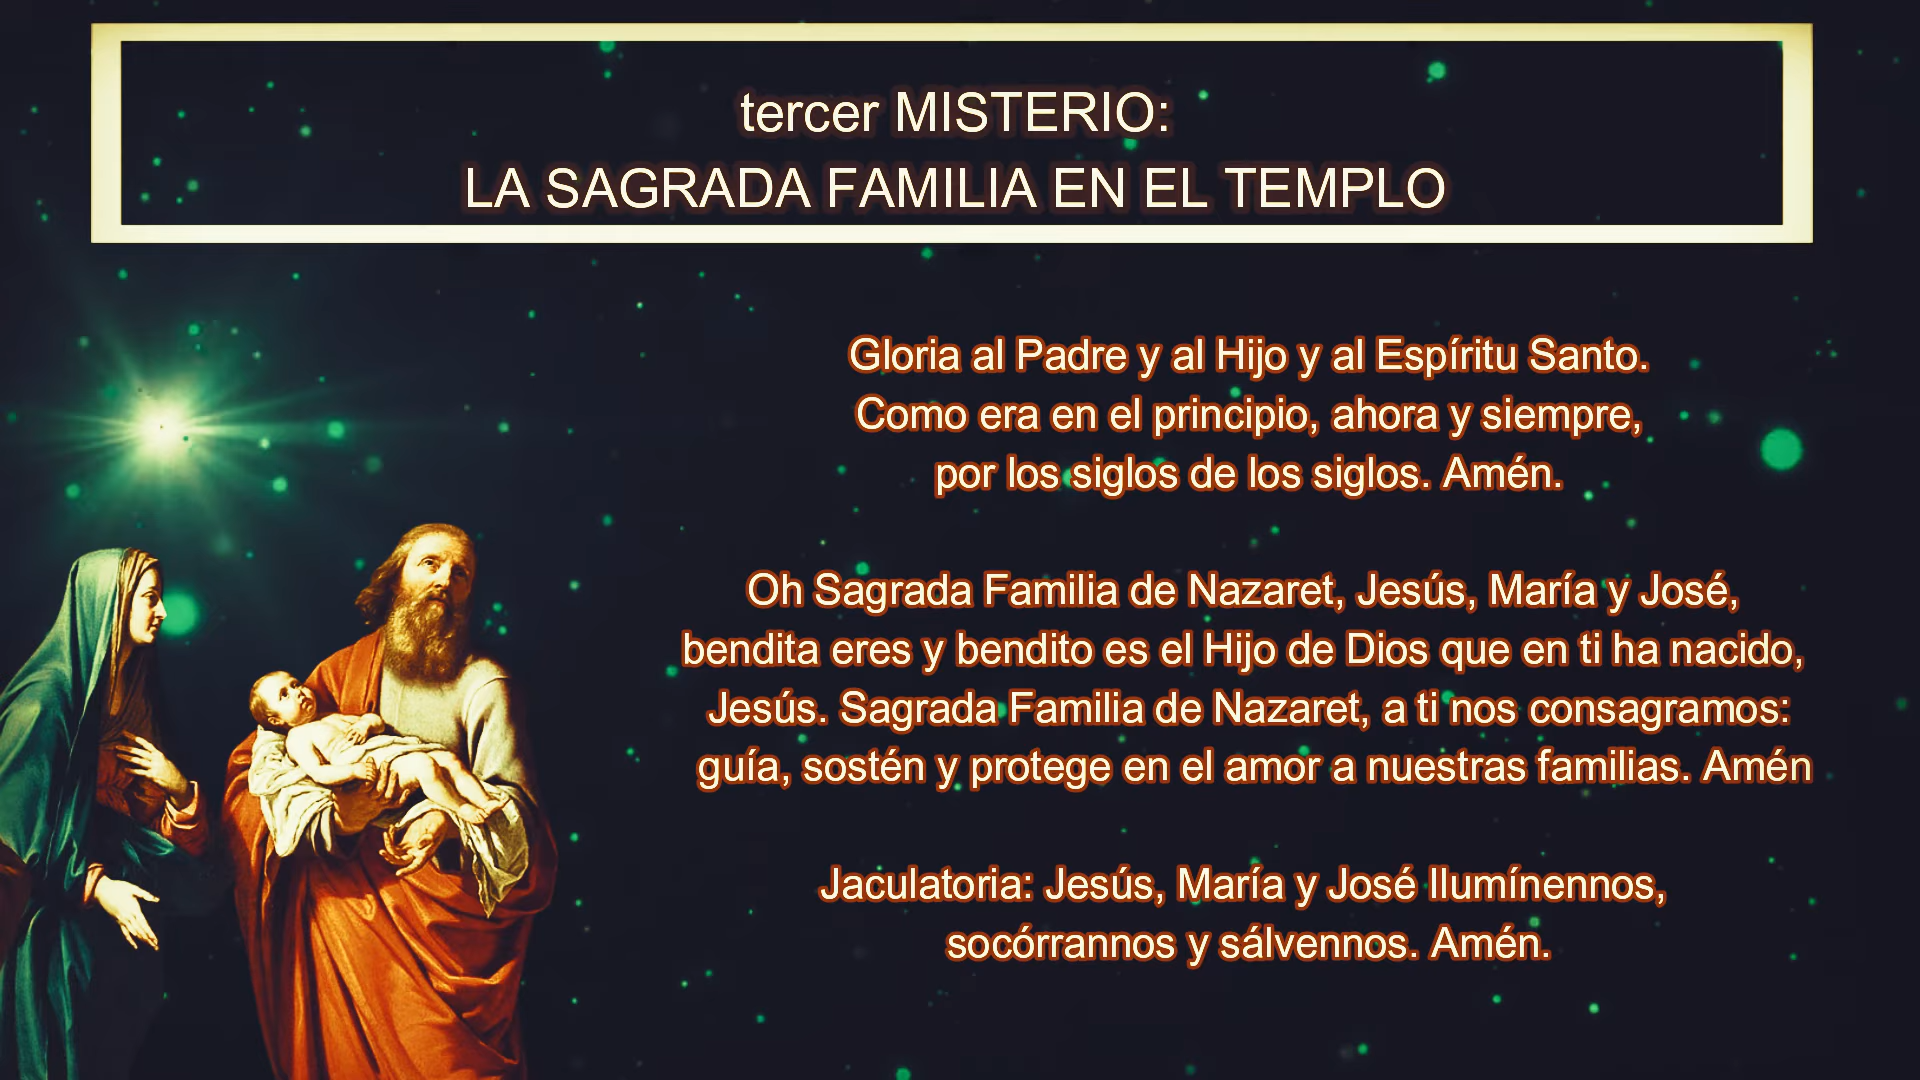 tercer MISTERIO:
LA SAGRADA FAMILIA EN EL TEMPLO
Gloria al Padre y al Hijo y al Espíritu Santo.
Como era en el principio, ahora y siempre,
por los siglos de los siglos. Amén.
Oh Sagrada Familia de Nazaret, Jesús, María y José,
bendita eres y bendito es el Hijo de Dios que en ti ha nacido,
Jesús. Sagrada Familia de Nazaret, a ti nos consagramos:
guía, sostén y protege en el amor a nuestras familias. Amén
Jaculatoria: Jesús, María y José Ilumínennos,
socórrannos y sálvennos. Amén.